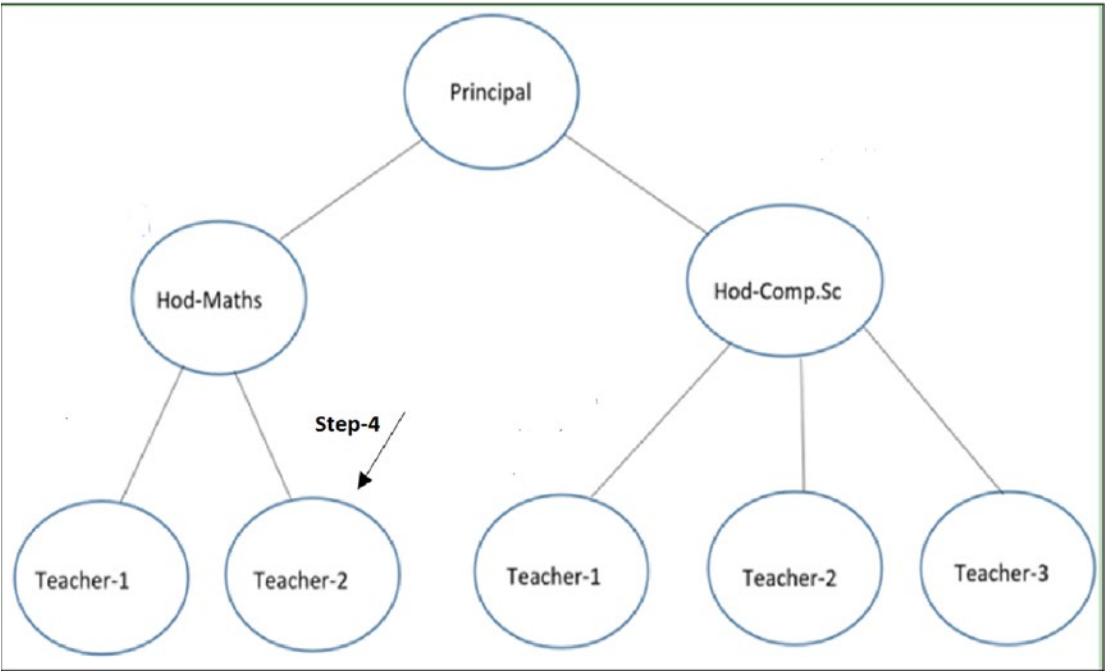 Principal
Hod-Maths
Hod-Comp.Sc
Step-4
Teacher-1
Teacher-2
Teacher-1
Teacher-2
Teacher-3